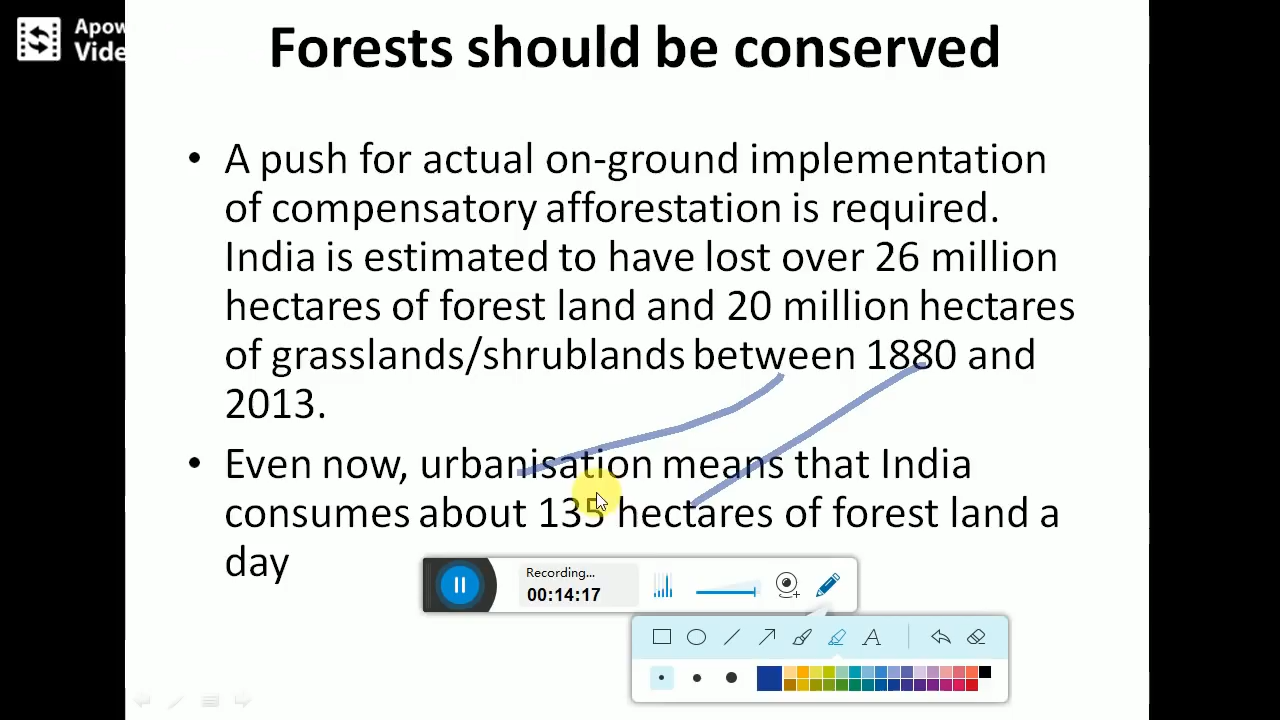 Apow
Vide
Forests should be conserved
• A push for actual on-ground implementation
of compensatory afforestation is required.
India is estimated to have lost over 26 million
hectares of forest land and 20 million hectares
of grasslands/shrublands between 1880 and
2013.
• Even now, urbanisation means that India
consumes about 135 hectares of forest land a
day
Recording...
00:14:17
A